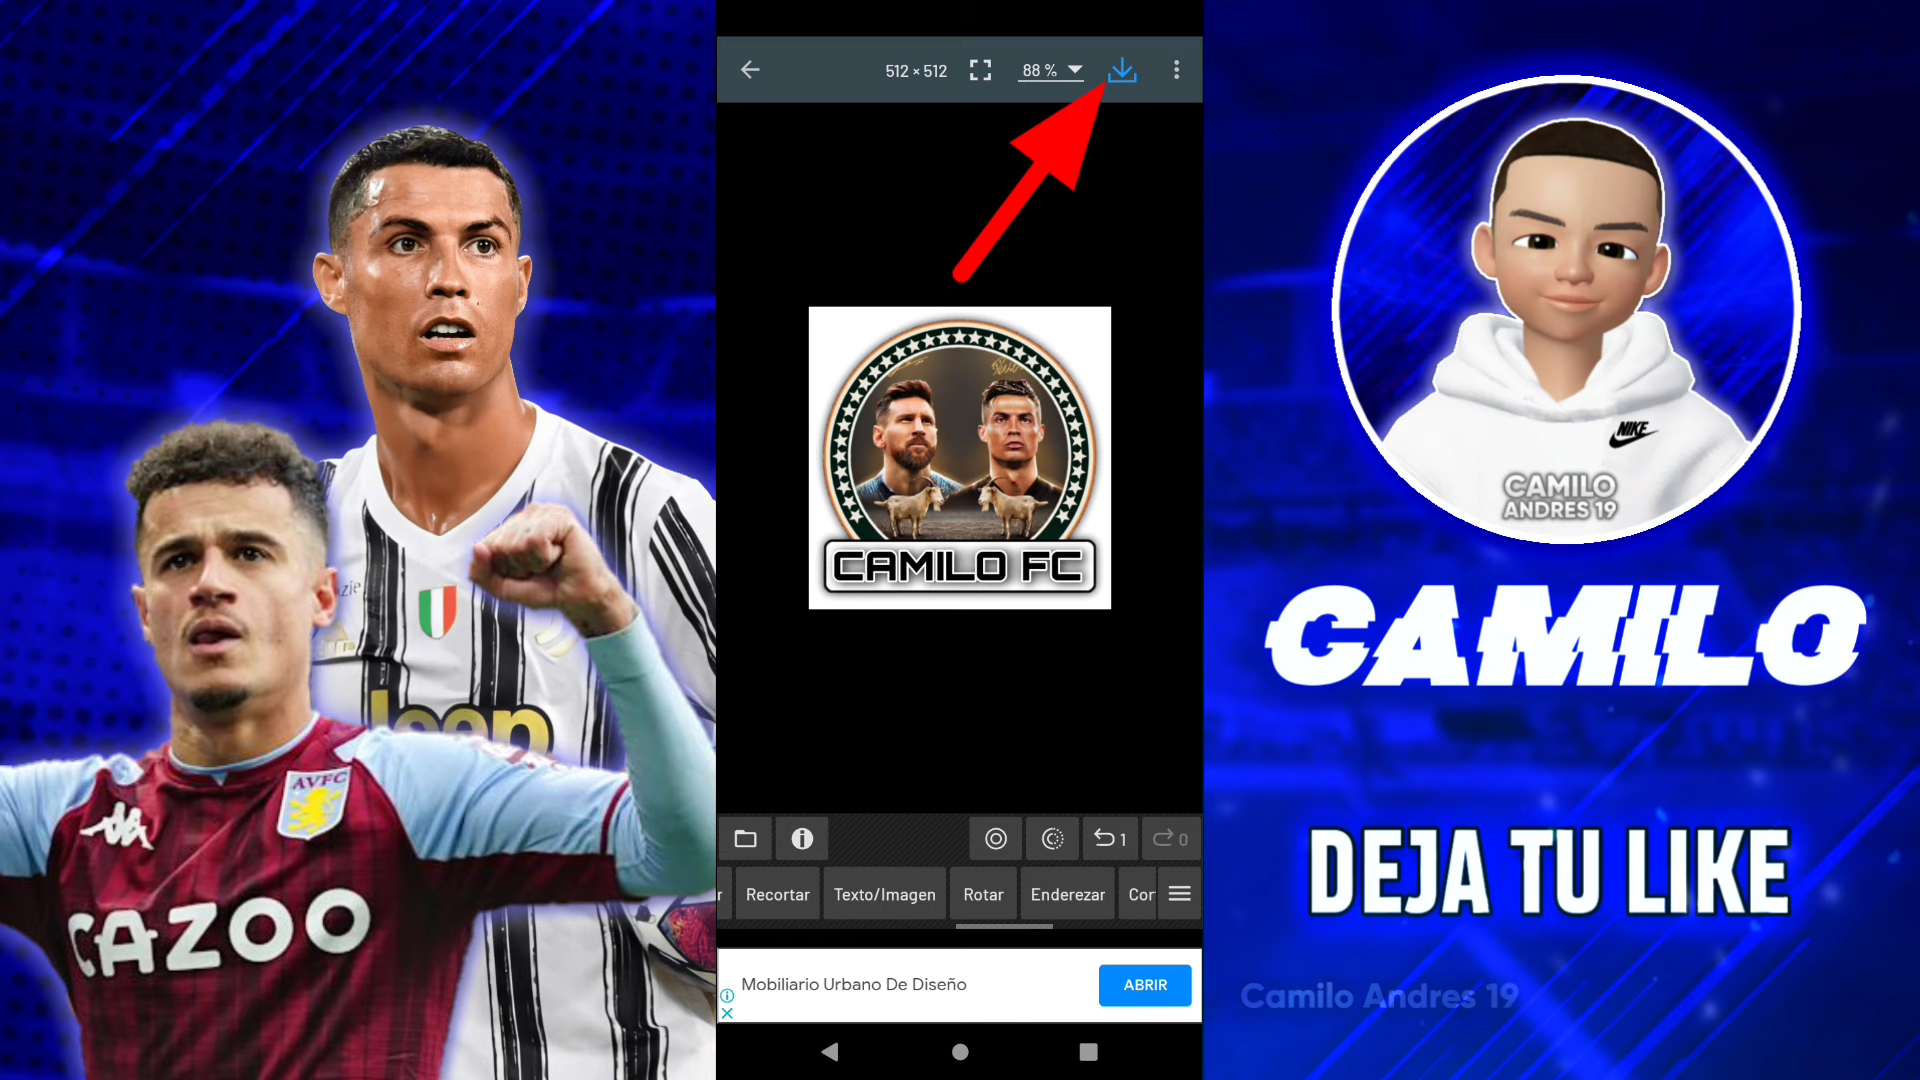 512 × 512
88 %
CAMILO FC
1
0
r
Recortar
Texto/Imagen
Rotar
Enderezar
Cor
Mobiliario Urbano De Diseño
ABRIR
Jeep
AVFC
CAZOO
NIKE
CAMILO
ANDRES 19
CAMILO
DEJA TU LIKE
Camilo Andres 19